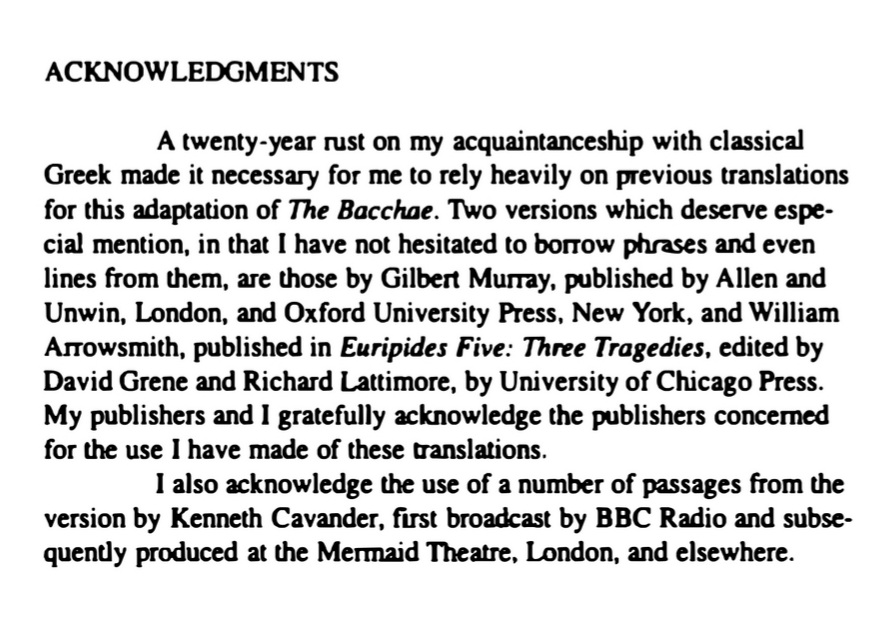 ACKNOWLEDGMENTS
A twenty-year rust on my acquaintanceship with classical
Greek made it necessary for me to rely heavily on previous translations
for this adaptation of The Bacchae. Two versions which deserve espe-
cial mention, in that I have not hesitated to borrow phrases and even
lines from them, are those by Gilbert Murray, published by Allen and
Unwin, London, and Oxford University Press, New York, and William
Arrowsmith, published in Euripides Five: Three Tragedies, edited by
David Grene and Richard Lattimore, by University of Chicago Press.
My publishers and I gratefully acknowledge the publishers concerned
for the use I have made of these translations.
I also acknowledge the use of a number of passages from the
version by Kenneth Cavander, first broadcast by BBC Radio and subse-
quently produced at the Mermaid Theatre, London, and elsewhere.